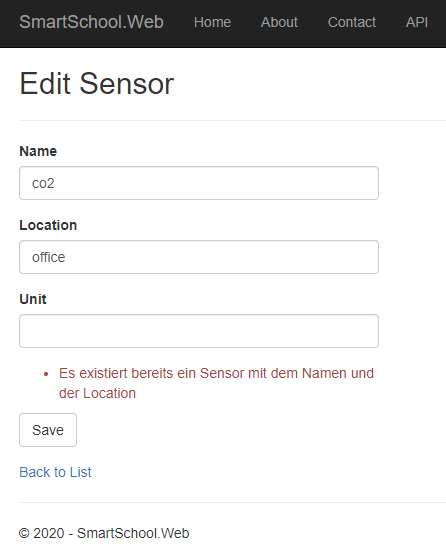 SmartSchool.Web Home About Contact API
Edit Sensor
Name
co2
Location
office
Unit
Es existiert bereits ein Sensor mit dem Namen und
der Location
Save
Back to List
© 2020 - SmartSchool.Web